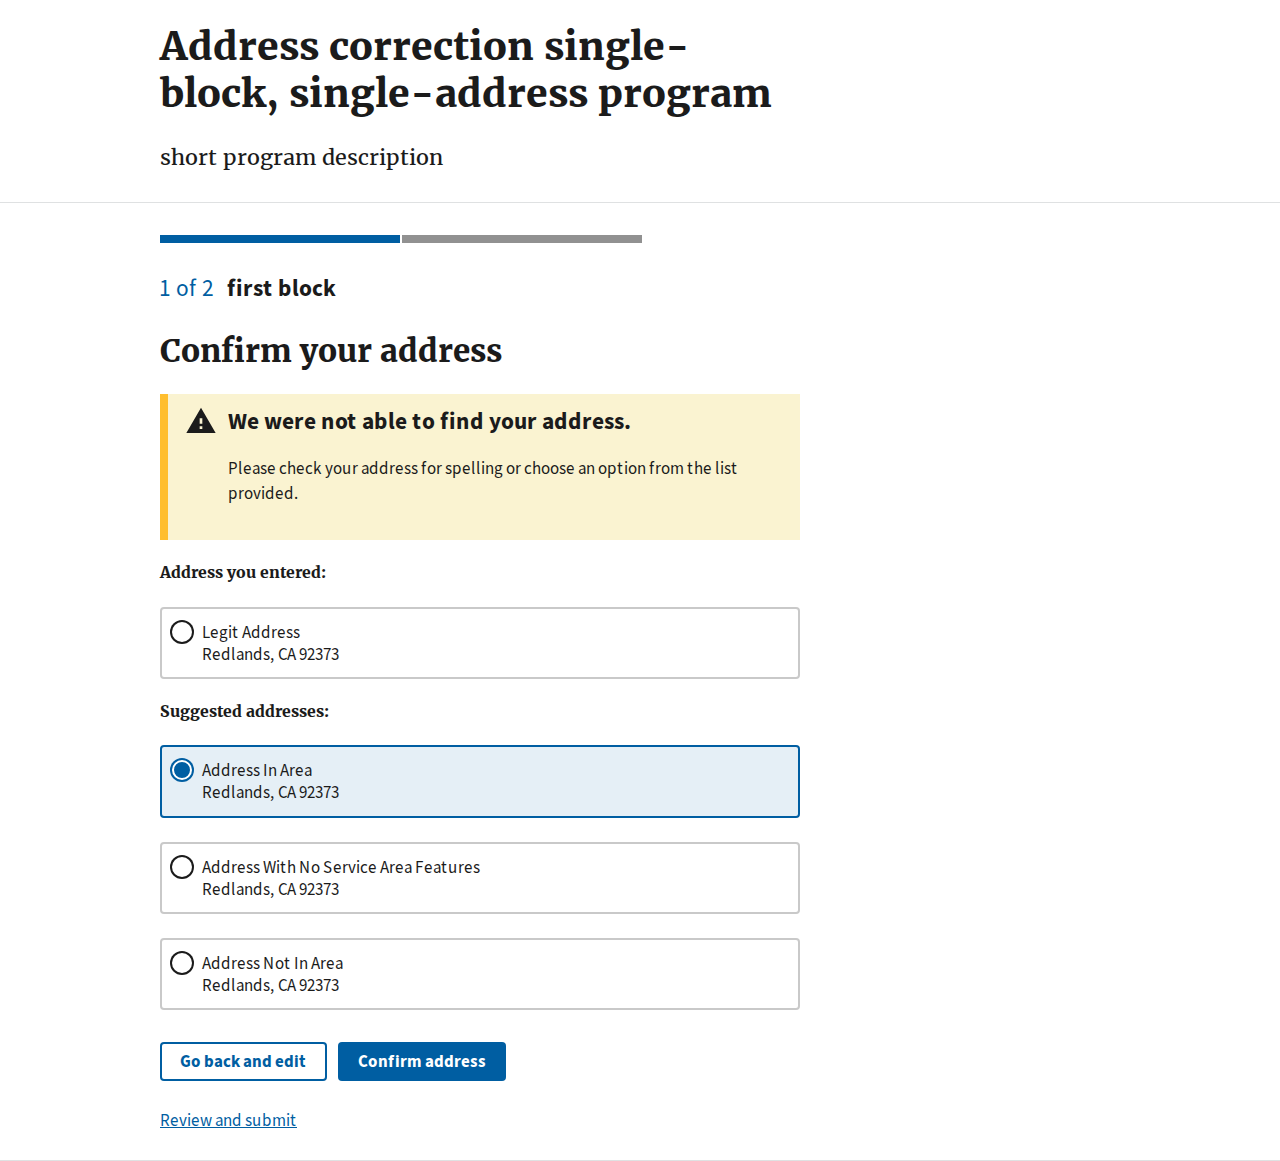 Address correction single-
block, single-address program
short program description
1 of 2 first block
Confirm your address
We were not able to find your address.
Please check your address for spelling or choose an option from the list
provided.
Address you entered:
Legit Address
Redlands, CA 92373
Suggested addresses:
Address In Area
Redlands, CA 92373
Address With No Service Area Features
Redlands, CA 92373
Address Not In Area
Redlands, CA 92373
Go back and edit Confirm address
Review and submit